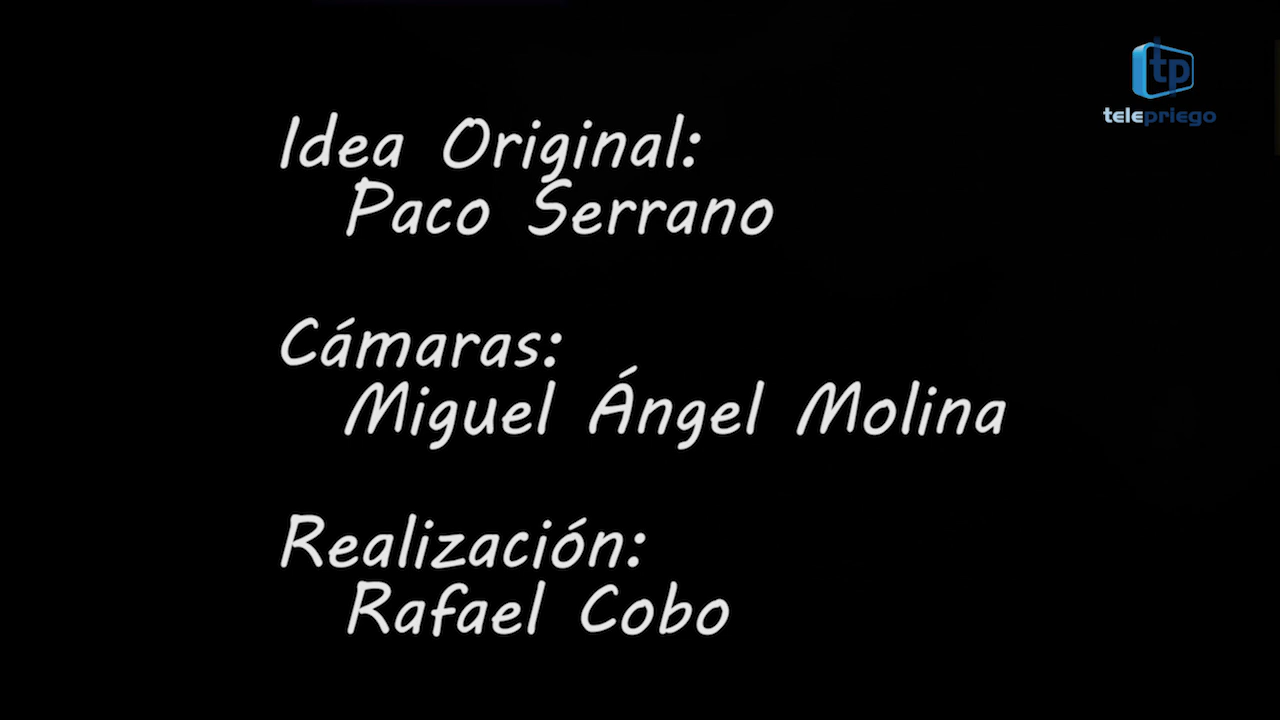 tp
telepriego
Idea Original:
Paco Serrano
Cámaras:
Miguel Ángel Molina
Realización:
Rafael Cobo